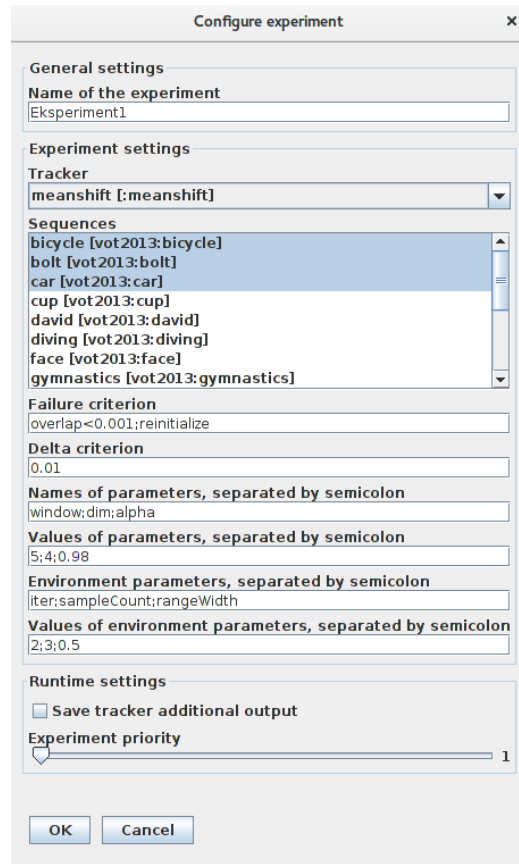 Configure experiment ×
General settings
Name of the experiment
Eksperiment1
Experiment settings
Tracker
meanshift [:meanshift]
Sequences
bicycle [vot2013:bicycle]
bolt [vot2013:bolt]
car [vot2013:car]
cup [vot2013:cup]
david [vot2013:david]
diving [vot2013:diving]
face [vot2013:face]
gymnastics [vot2013:gymnastics]
Failure criterion
overlap<0.001;reinitialize
Delta criterion
0.01
Names of parameters, separated by semicolon
window;dim;alpha
Values of parameters, separated by semicolon
5;4;0.98
Environment parameters, separated by semicolon
iter;sampleCount;rangeWidth
Values of environment parameters, separated by semicolon
2;3;0.5
Runtime settings
Save tracker additional output
Experiment priority
1
OK Cancel